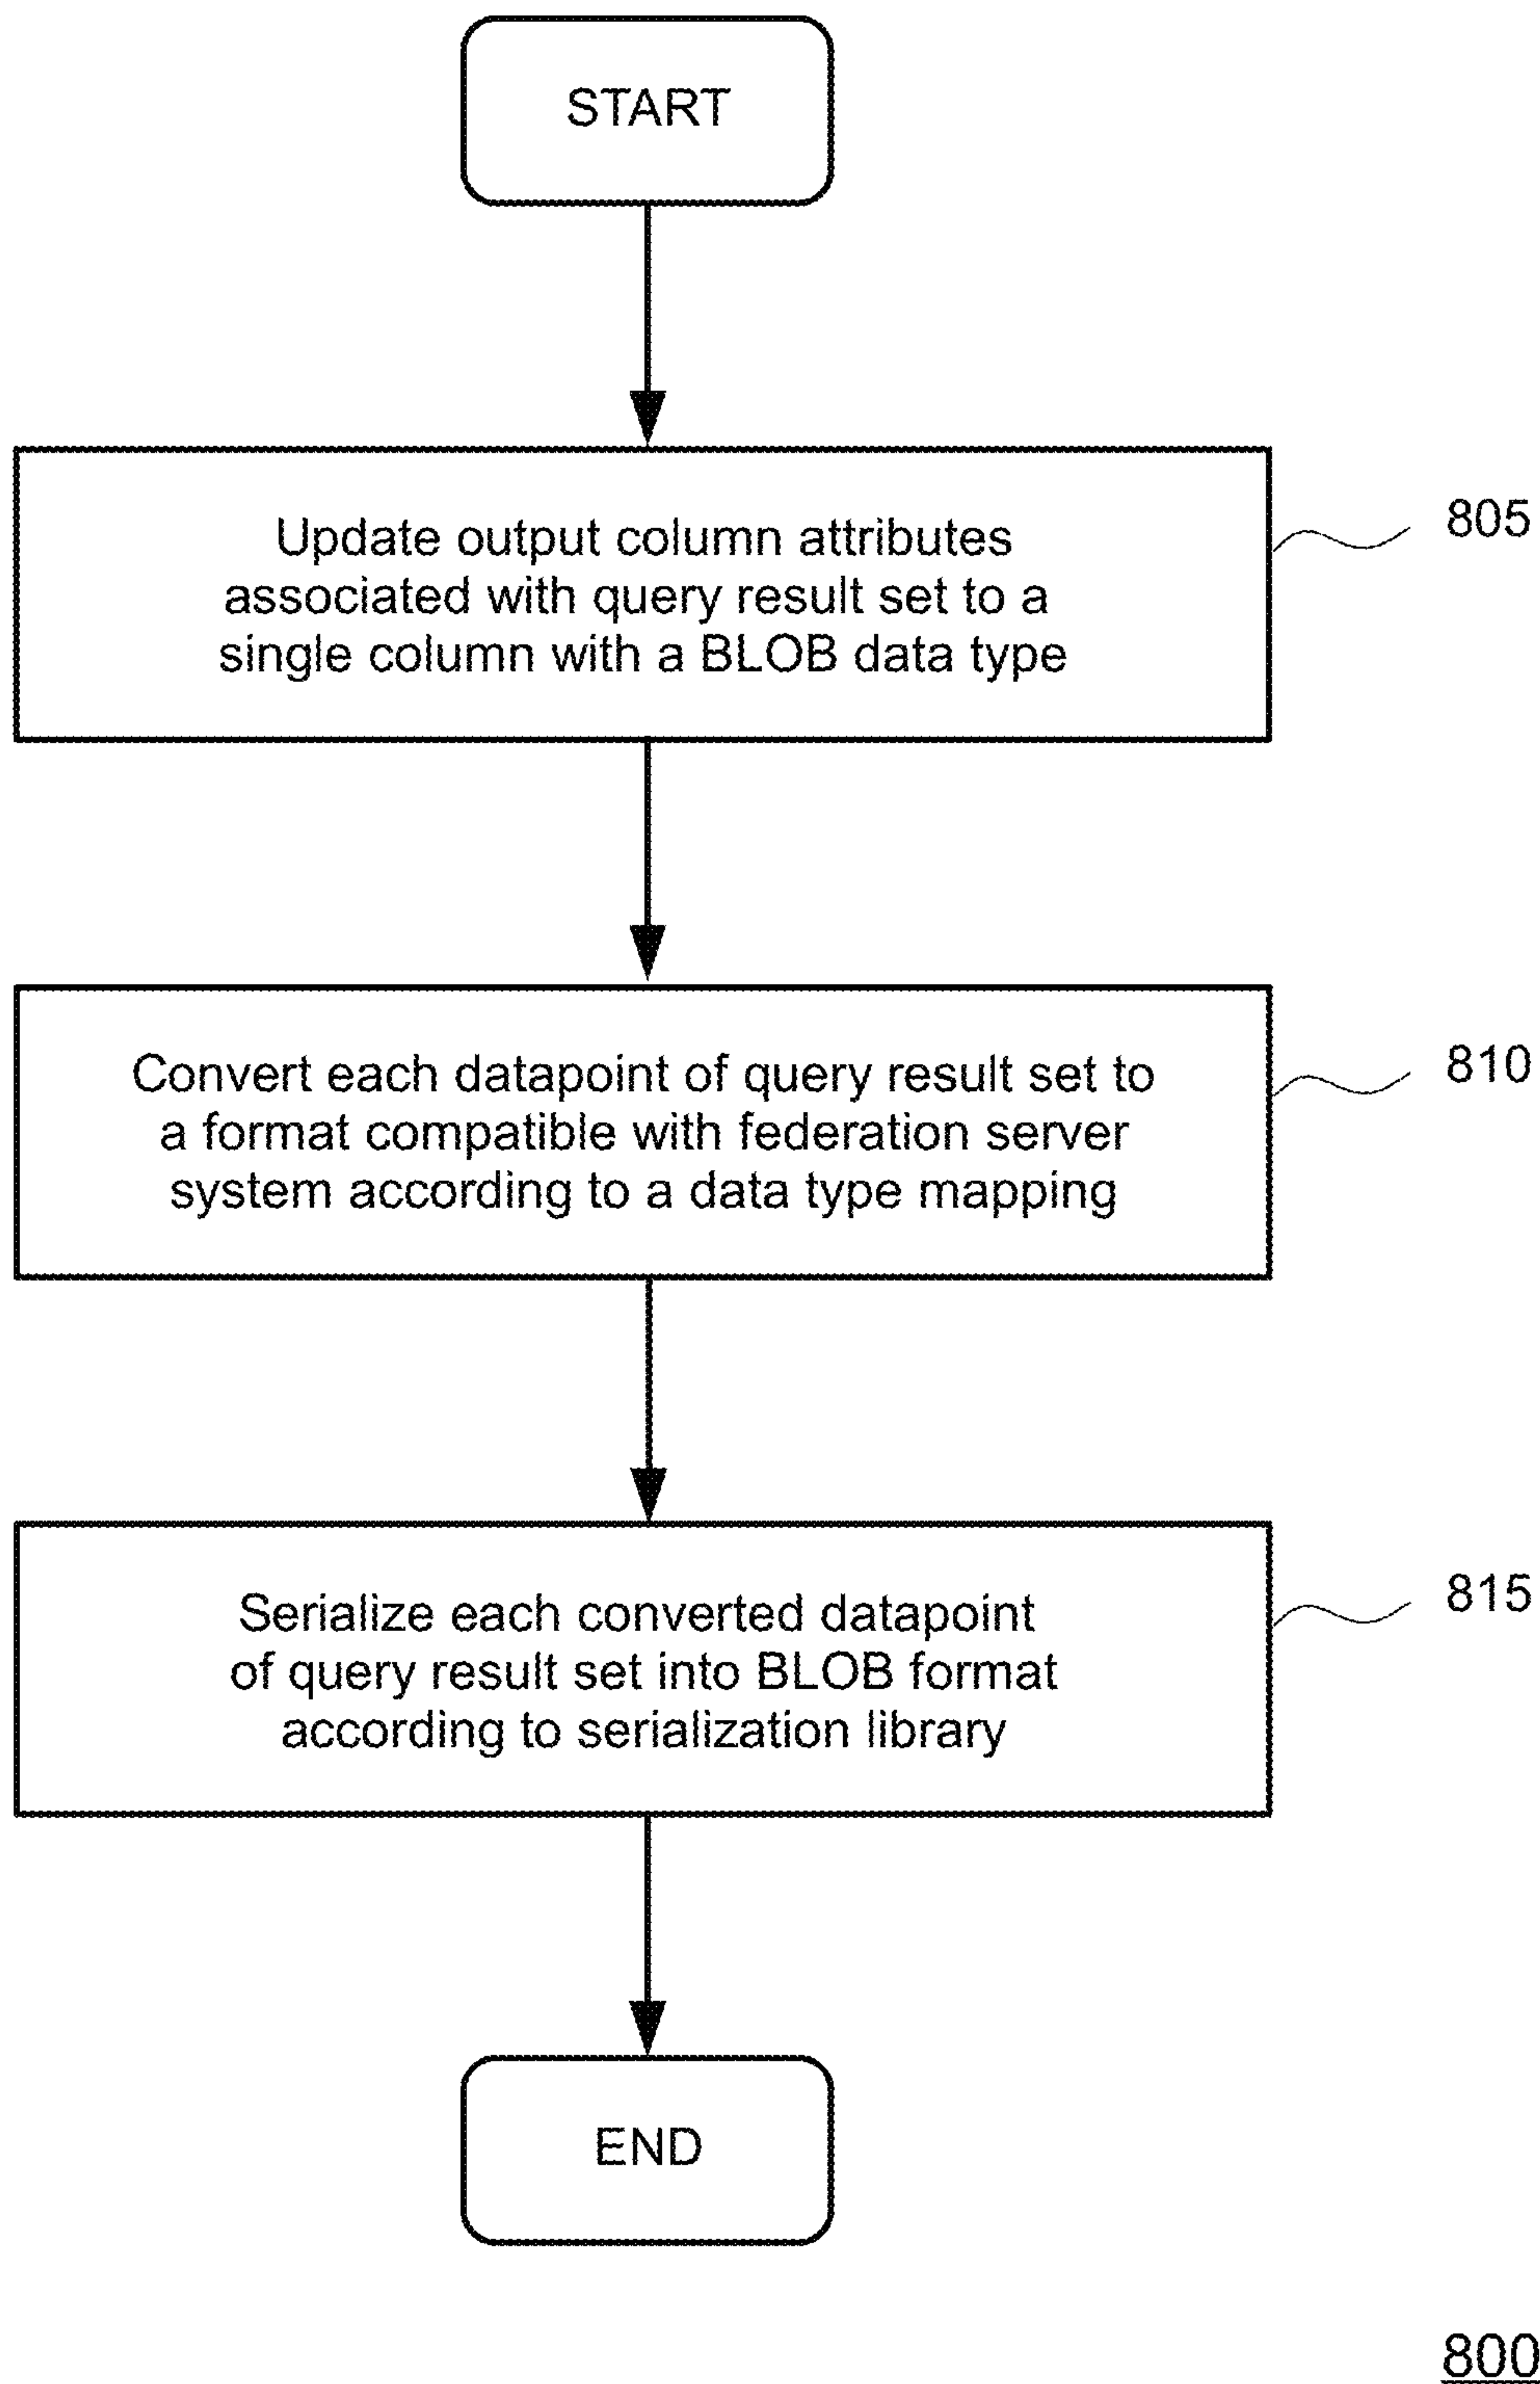 START
Update output column attributes
associated with query result set to a
single column with a BLOB data type
805
Convert each datapoint of query result set to
a format compatible with federation server
system according to a data type mapping
810
Serialize each converted datapoint
of query result set into BLOB format
according to serialization library
815
END
800